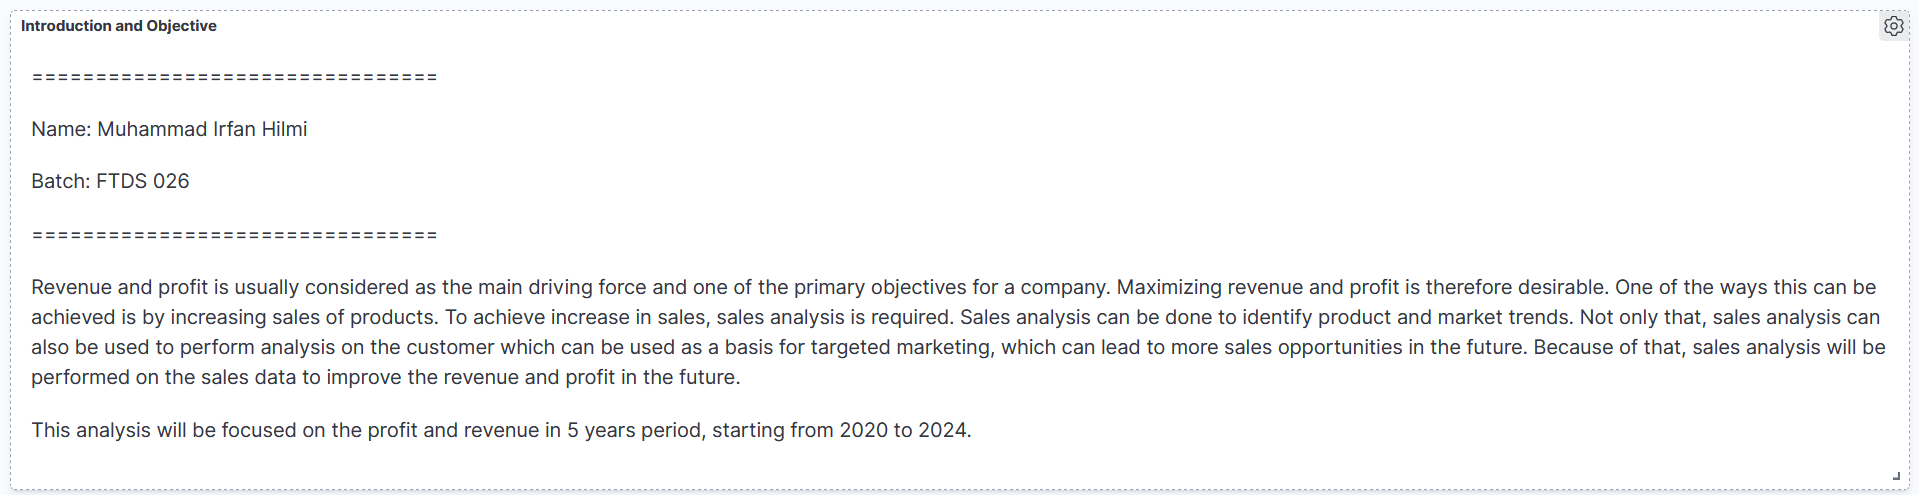 Introduction and Objective
================================
Name: Muhammad Irfan Hilmi
Batch: FTDS 026
================================
Revenue and profit is usually considered as the main driving force and one of the primary objectives for a company. Maximizing revenue and profit is therefore desirable. One of the ways this can be
achieved is by increasing sales of products. To achieve increase in sales, sales analysis is required. Sales analysis can be done to identify product and market trends. Not only that, sales analysis can
also be used to perform analysis on the customer which can be used as a basis for targeted marketing, which can lead to more sales opportunities in the future. Because of that, sales analysis will be
performed on the sales data to improve the revenue and profit in the future.
This analysis will be focused on the profit and revenue in 5 years period, starting from 2020 to 2024.